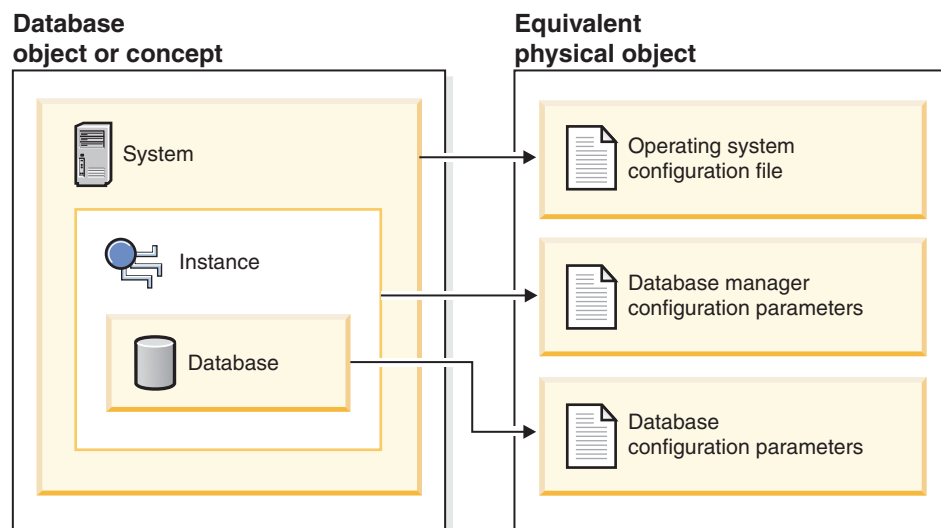 Database
object or concept
Equivalent
physical object
System
Operating system
configuration file
Instance
Database manager
configuration parameters
Database
Database
configuration parameters